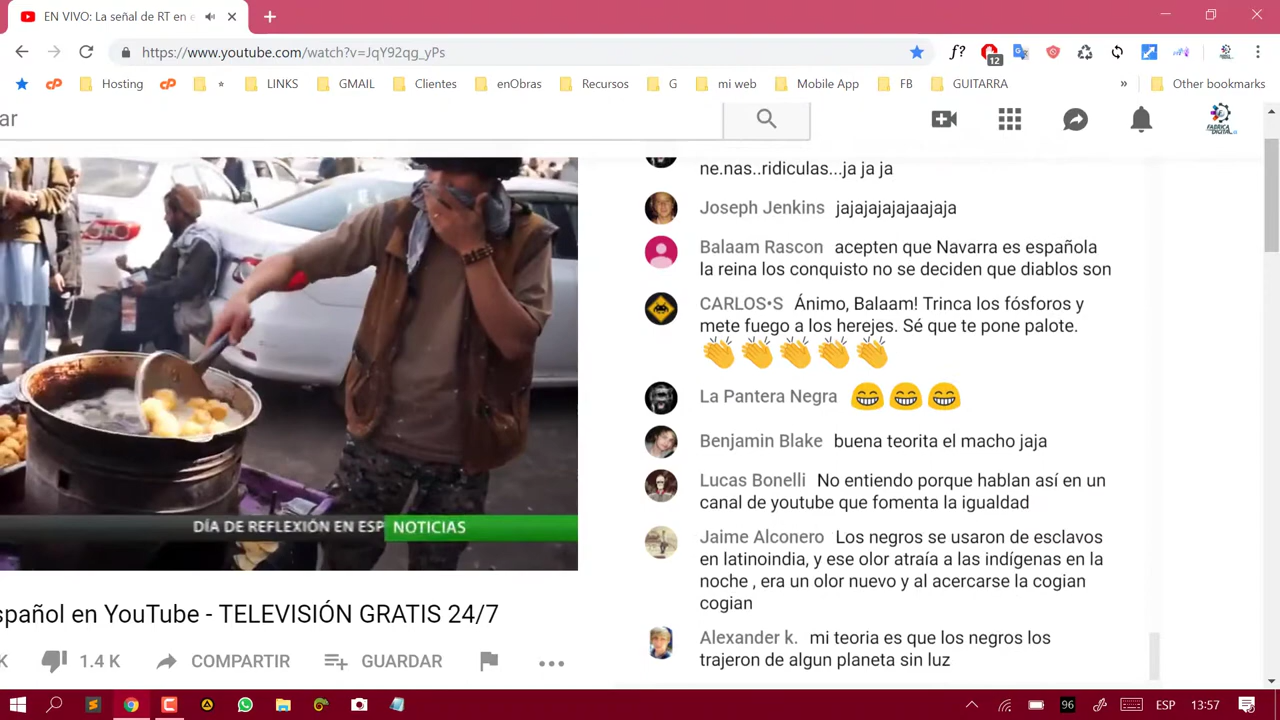 EN VIVO: La señal de RT en e
https://www.youtube.com/watch?v=JqY92qg_yPs
f?
12
cP
Hosting
cP
*
LINKS
GMAIL
Clientes
enObras
Recursos
G
mi web
Mobile App
FB
GUITARRA
»
Other bookmarks
ar
FABRICA
DIGITAL
ne.nas..ridiculas...ja ja ja
Joseph Jenkins jajajajajajaaajaja
Balaam Rascon acepten que Navarra es española
la reina los conquisto no se deciden que diablos son
CARLOS•S Ánimo, Balaam! Trinca los fósforos y
mete fuego a los herejes. Sé que te pone palote.
👏👏👏👏👏
La Pantera Negra 😁😁😁
Benjamin Blake buena teorita el macho jaja
Lucas Bonelli No entiendo porque hablan así en un
canal de youtube que fomenta la igualdad
Jaime Alconero Los negros se usaron de esclavos
en latinoindia, y ese olor atraía a las indígenas en la
noche , era un olor nuevo y al acercarse la cogian
cogian
Alexander k. mi teoria es que los negros los
trajeron de algun planeta sin luz
DÍA DE REFLEXIÓN EN ESP NOTICIAS
spañol en YouTube - TELEVISIÓN GRATIS 24/7
K
1.4 K
COMPARTIR
GUARDAR
96
ESP
13:57